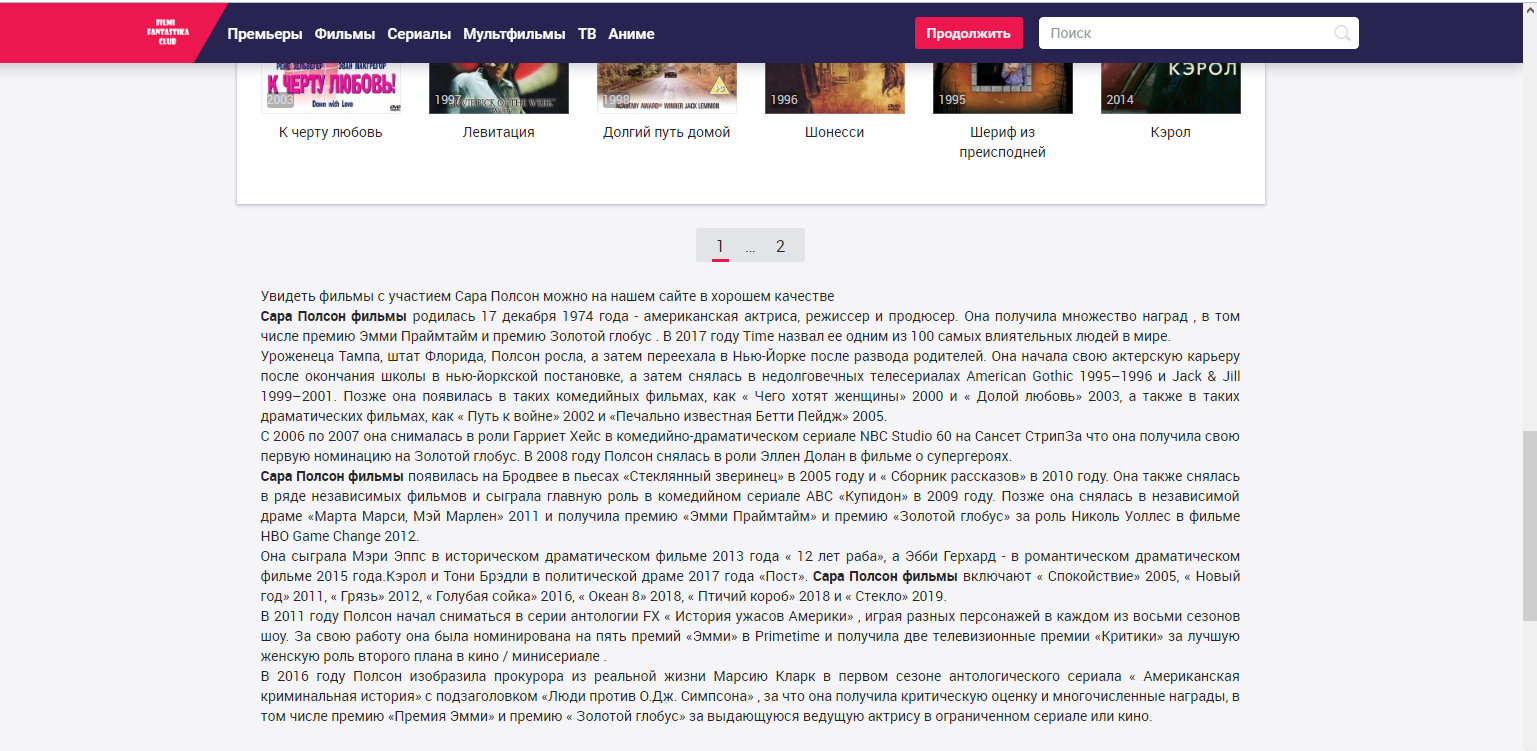 FILMI
FANTASTIKA
CLUB
Премьеры Фильмы Сериалы Мультфильмы ТВ Аниме
Продолжить
Поиск
К ЧЕРТУ ЛЮБОВЬ!
Down with Love
КЭРОЛ
ACADEMY AWARD® WINNER JACK LEMMON
PG
2003
1997
1998
1996
1995
2014
К черту любовь
Левитация
Долгий путь домой
Шонесси
Шериф из
преисподней
Кэрол
1 ... 2
Увидеть фильмы с участием Сара Полсон можно на нашем сайте в хорошем качестве
Сара Полсон фильмы родилась 17 декабря 1974 года - американская актриса, режиссер и продюсер. Она получила множество наград , в том
числе премию Эмми Праймтайм и премию Золотой глобус . В 2017 году Time назвал ее одним из 100 самых влиятельных людей в мире.
Уроженеца Тампа, штат Флорида, Полсон росла, а затем переехала в Нью-Йорке после развода родителей. Она начала свою актерскую карьеру
после окончания школы в нью-йоркской постановке, а затем снялась в недолговечных телесериалах American Gothic 1995–1996 и Jack & Jill
1999–2001. Позже она появилась в таких комедийных фильмах, как « Чего хотят женщины» 2000 и « Долой любовь» 2003, а также в таких
драматических фильмах, как « Путь к войне» 2002 и «Печально известная Бетти Пейдж» 2005.
С 2006 по 2007 она снималась в роли Гарриет Хейс в комедийно-драматическом сериале NBC Studio 60 на Сансет СтрипЗа что она получила свою
первую номинацию на Золотой глобус. В 2008 году Полсон снялась в роли Эллен Долан в фильме о супергероях.
Сара Полсон фильмы появилась на Бродвее в пьесах «Стеклянный зверинец» в 2005 году и « Сборник рассказов» в 2010 году. Она также снялась
в ряде независимых фильмов и сыграла главную роль в комедийном сериале ABC «Купидон» в 2009 году. Позже она снялась в независимой
драме «Марта Марси, Мэй Марлен» 2011 и получила премию «Эмми Праймтайм» и премию «Золотой глобус» за роль Николь Уоллес в фильме
HBO Game Change 2012.
Она сыграла Мэри Эппс в историческом драматическом фильме 2013 года « 12 лет раба», а Эбби Герхард - в романтическом драматическом
фильме 2015 года.Кэрол и Тони Брэдли в политической драме 2017 года «Пост». Сара Полсон фильмы включают « Спокойствие» 2005, « Новый
год» 2011, « Грязь» 2012, « Голубая сойка» 2016, « Океан 8» 2018, « Птичий короб» 2018 и « Стекло» 2019.
В 2011 году Полсон начал сниматься в серии антологии FX « История ужасов Америки» , играя разных персонажей в каждом из восьми сезонов
шоу. За свою работу она была номинирована на пять премий «Эмми» в Primetime и получила две телевизионные премии «Критики» за лучшую
женскую роль второго плана в кино / минисериале .
В 2016 году Полсон изобразила прокурора из реальной жизни Марсию Кларк в первом сезоне антологического сериала « Американская
криминальная история» с подзаголовком «Люди против О.Дж. Симпсона» , за что она получила критическую оценку и многочисленные награды, в
том числе премию «Премия Эмми» и премию « Золотой глобус» за выдающуюся ведущую актрису в ограниченном сериале или кино.